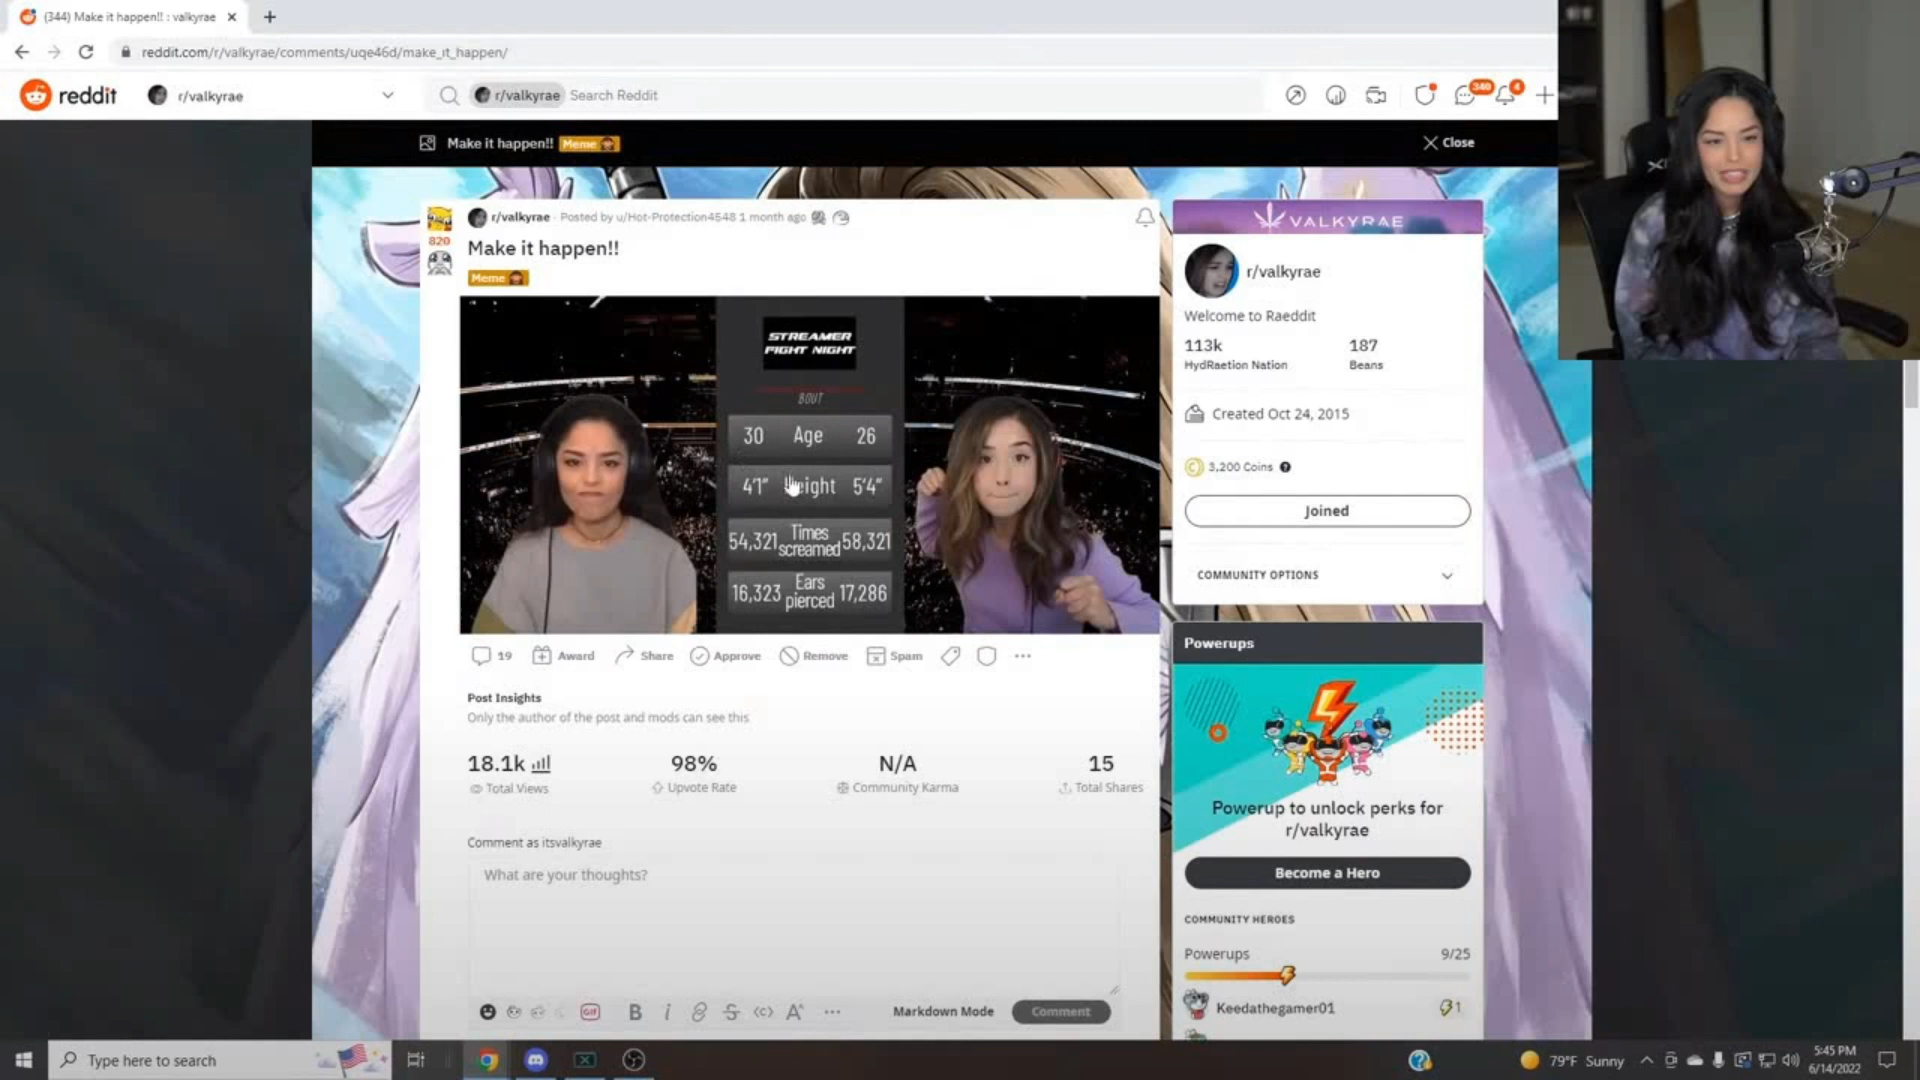 (344) Make it happen!! : valkyrae
reddit.com/r/valkyrae/comments/uqe46d/make_it_happen/
reddit r/valkyrae r/valkyrae Search Reddit 340 4
Make it happen!! Meme Close
r/valkyrae · Posted by u/Hot-Protection4548 1 month ago
820
Make it happen!!
Meme
STREAMER
FIGHT NIGHT
BOUT
30 Age 26
4'1" eight 5'4"
54,321 Times screamed 58,321
16,323 Ears pierced 17,286
19 Award Share Approve Remove Spam
Post Insights
Only the author of the post and mods can see this
18.1k 98% N/A 15
Total Views Upvote Rate Community Karma Total Shares
Comment as itsvalkyrae
What are your thoughts?
GIF B i A Markdown Mode Comment
VALKYRAE
r/valkyrae
Welcome to Raeddit
113k 187
HydRaetion Nation Beans
Created Oct 24, 2015
3,200 Coins
Joined
COMMUNITY OPTIONS
Powerups
Powerup to unlock perks for
r/valkyrae
Become a Hero
COMMUNITY HEROES
Powerups 9/25
Keedathegamer01 1
Type here to search
79°F Sunny
5:45 PM
6/14/2022